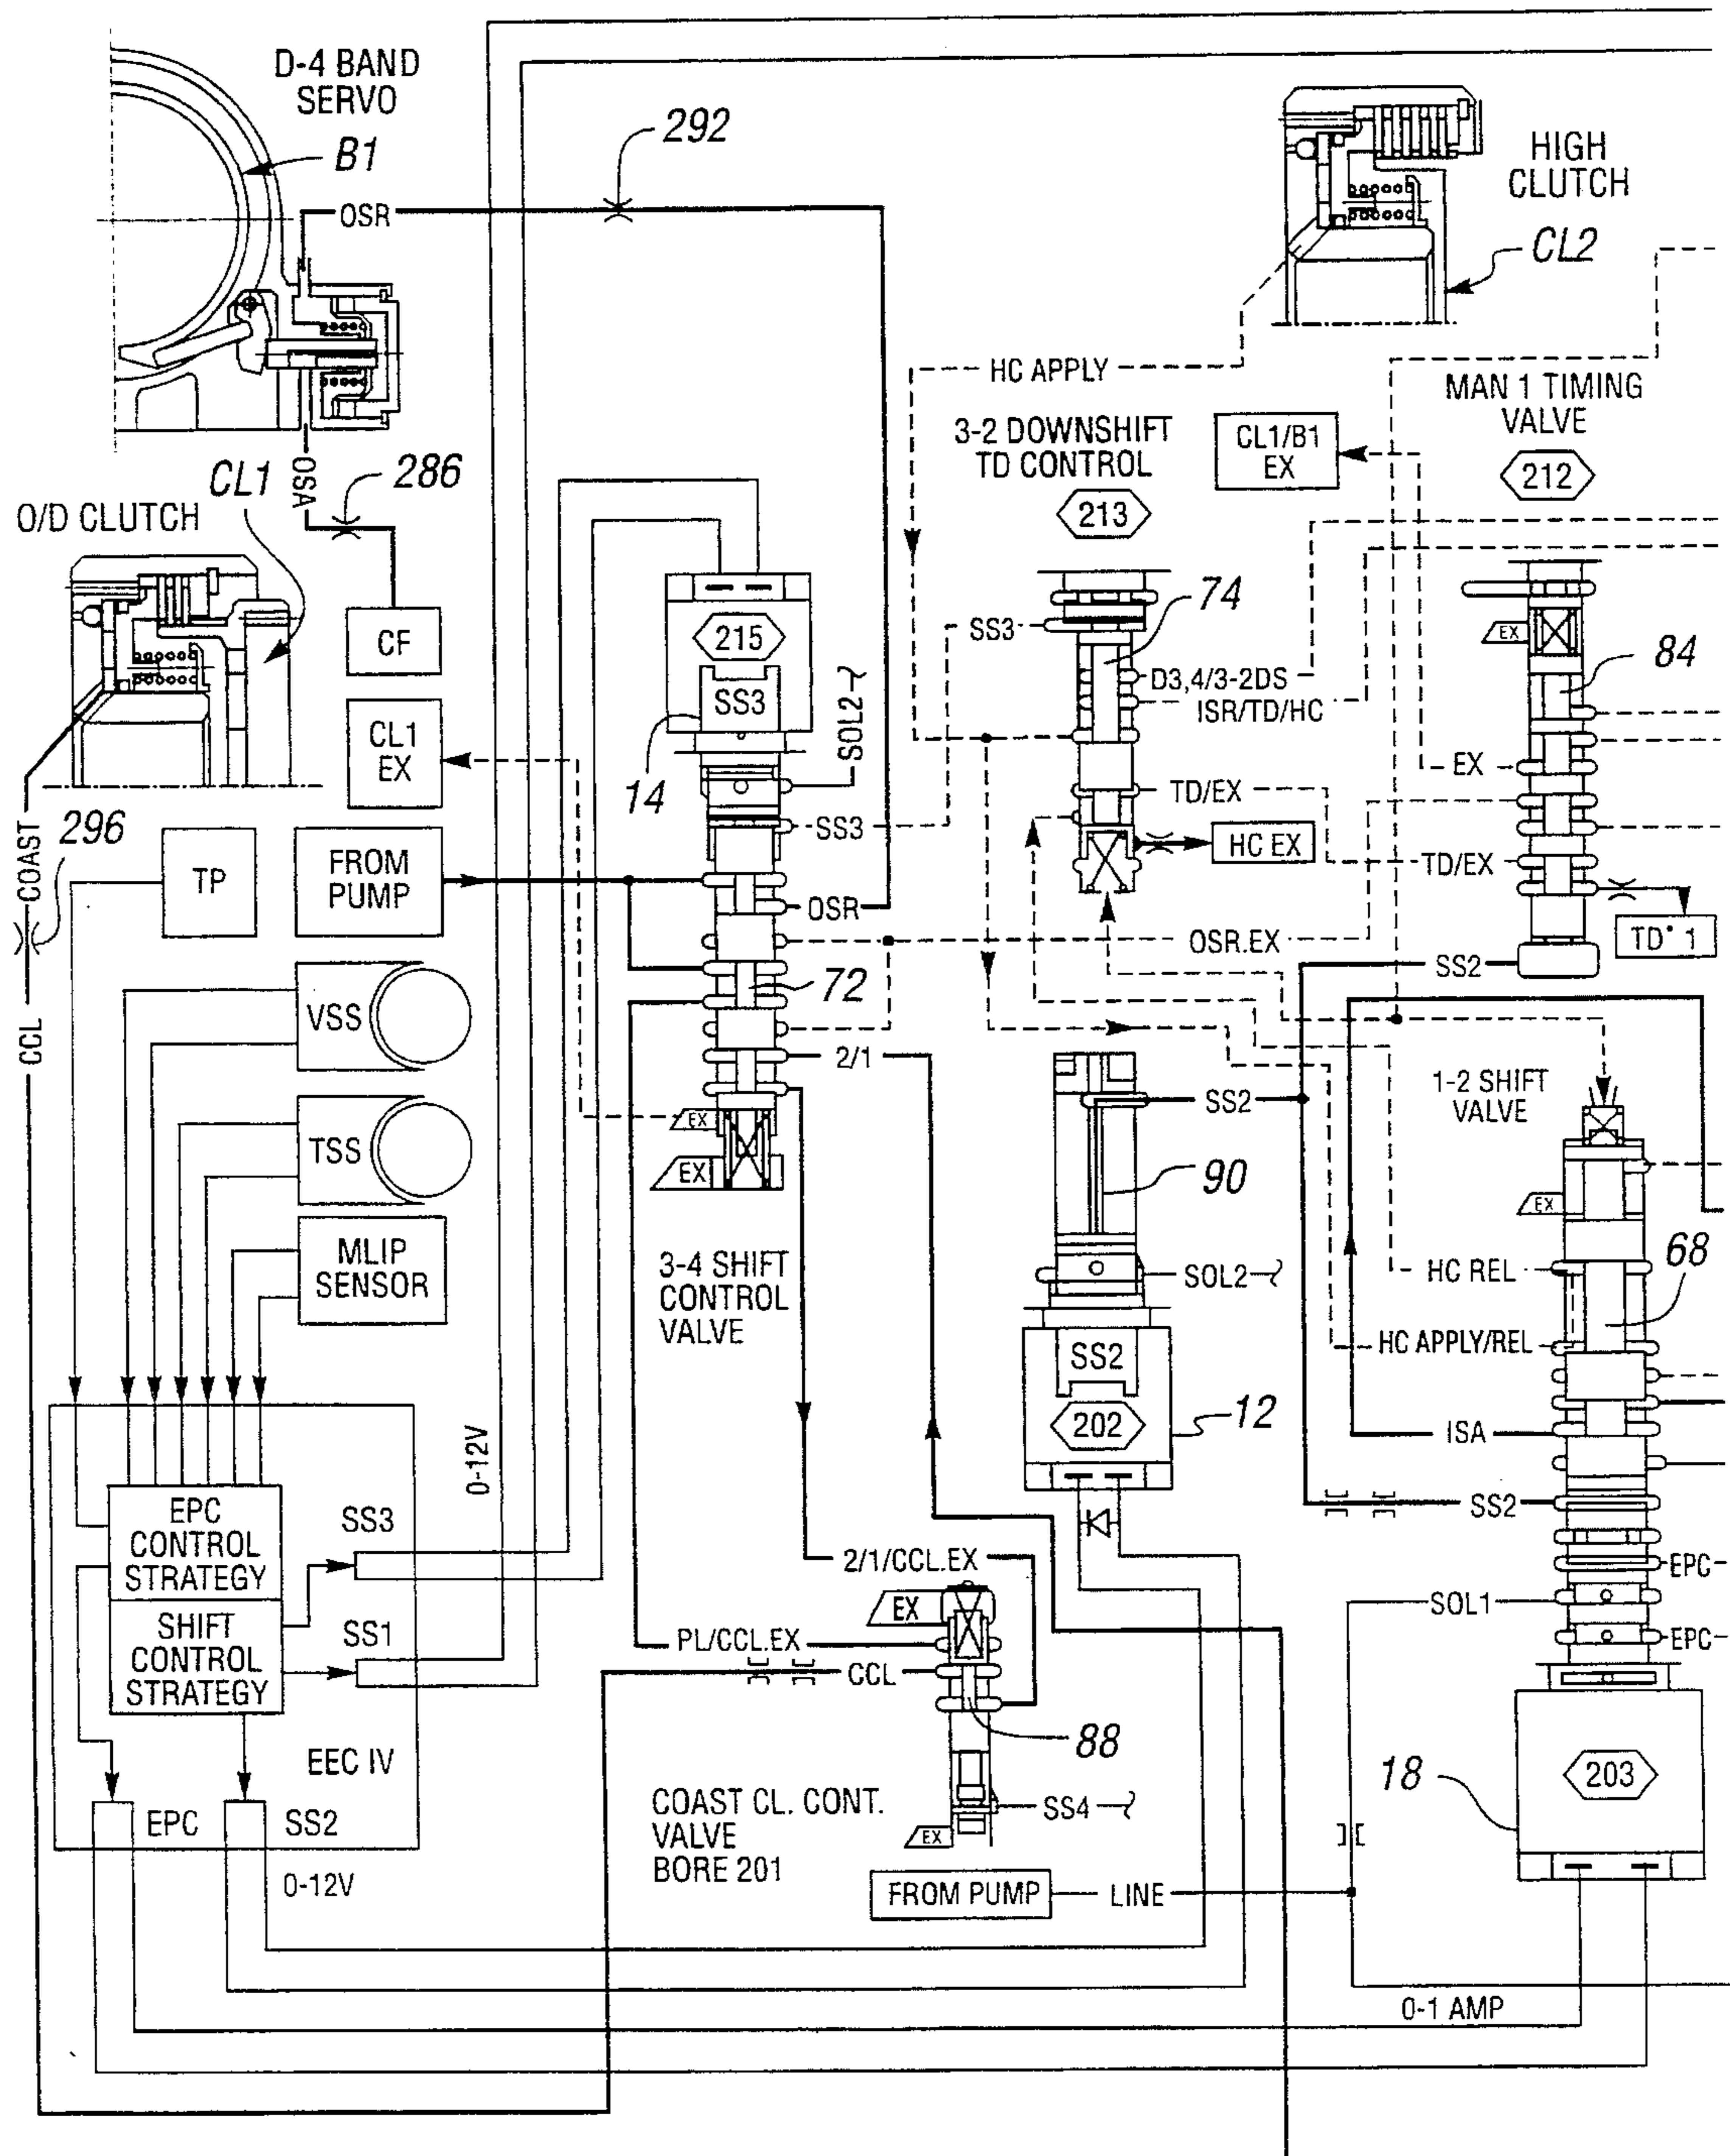 D-4 BAND
SERVO
B1
292
OSR
HIGH
CLUTCH
CL2
HC APPLY
MAN 1 TIMING
VALVE
212
3-2 DOWNSHIFT
TD CONTROL
213
CL1/B1
EX
OSA
286
CL1
O/D CLUTCH
CF
215
SS3
14
SOL2
SS3
74
D3,4/3-2DS
ISR/TD/HC
EX
84
CL1
EX
EX
SS3
TD/EX
HC EX
TD/EX
TD° 1
COAST
296
CCL
TP
FROM
PUMP
OSR
OSR.EX
SS2
72
VSS
2/1
TSS
EX
EX
SS2
90
1-2 SHIFT
VALVE
EX
MLIP
SENSOR
3-4 SHIFT
CONTROL
VALVE
SOL2
HC REL
68
HC APPLY/REL
SS2
202
12
ISA
0-12V
EPC
CONTROL
STRATEGY
SS3
SS2
2/1/CCL.EX
EPC
SOL1
SHIFT
CONTROL
STRATEGY
SS1
EX
PL/CCL.EX
EPC
CCL
88
EEC IV
203
18
COAST CL. CONT.
VALVE
BORE 201
SS4
EX
EPC
SS2
0-12V
FROM PUMP
LINE
0-1 AMP